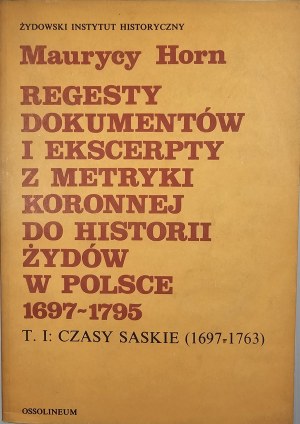 ŻYDOWSKI INSTYTUT HISTORYCZNY
Maurycy Horn
REGESTY
DOKUMENTÓW
I EKSCERPTY
Z METRYKI
KORONNEJ
DO HISTORII
ŻYDÓW
W POLSCE
1697-1795
T. I: CZASY SASKIE (1697-1763)
OSSOLINEUM